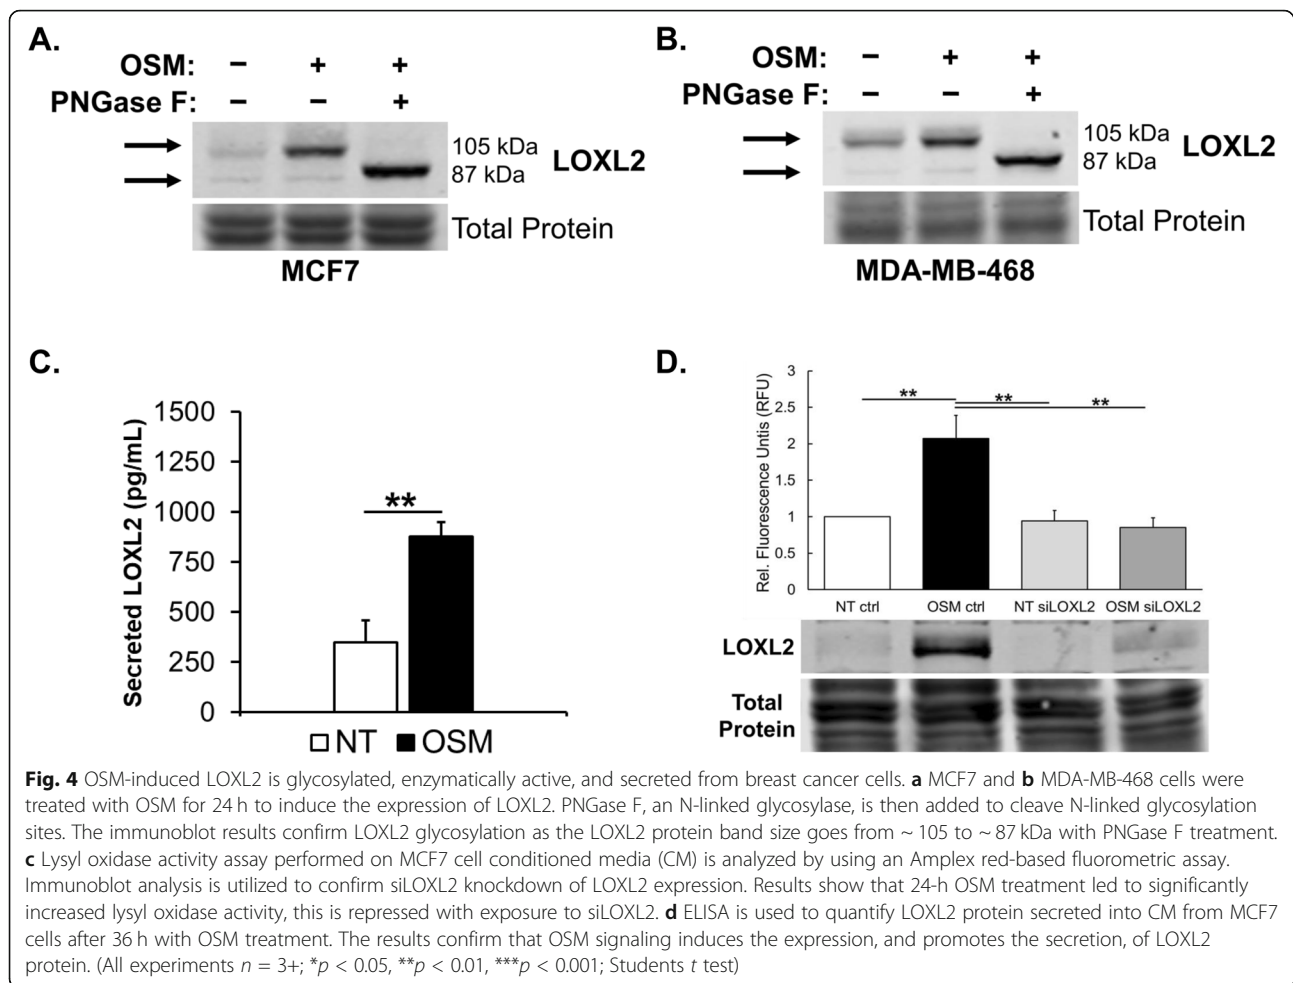 A.
OSM: − + +
PNGase F: − − +
105 kDa
87 kDa
LOXL2
Total Protein
MCF7
B.
OSM: − + +
PNGase F: − − +
105 kDa
87 kDa
LOXL2
Total Protein
MDA-MB-468
C.
Secreted LOXL2 (pg/mL)
1500
1250
1000
750
500
250
0
**
NT OSM
D.
Rel. Fluorescence Untis (RFU)
3
2.5
2
1
0.5
0
** ** **
NT ctrl OSM ctrl NT siLOXL2 OSM siLOXL2
LOXL2
Total
Protein
Fig. 4 OSM-induced LOXL2 is glycosylated, enzymatically active, and secreted from breast cancer cells. a MCF7 and b MDA-MB-468 cells were
treated with OSM for 24 h to induce the expression of LOXL2. PNGase F, an N-linked glycosylase, is then added to cleave N-linked glycosylation
sites. The immunoblot results confirm LOXL2 glycosylation as the LOXL2 protein band size goes from ~ 105 to ~ 87 kDa with PNGase F treatment.
c Lysyl oxidase activity assay performed on MCF7 cell conditioned media (CM) is analyzed by using an Amplex red-based fluorometric assay.
Immunoblot analysis is utilized to confirm siLOXL2 knockdown of LOXL2 expression. Results show that 24-h OSM treatment led to significantly
increased lysyl oxidase activity, this is repressed with exposure to siLOXL2. d ELISA is used to quantify LOXL2 protein secreted into CM from MCF7
cells after 36 h with OSM treatment. The results confirm that OSM signaling induces the expression, and promotes the secretion, of LOXL2
protein. (All experiments n = 3+; *p < 0.05, **p < 0.01, ***p < 0.001; Students t test)